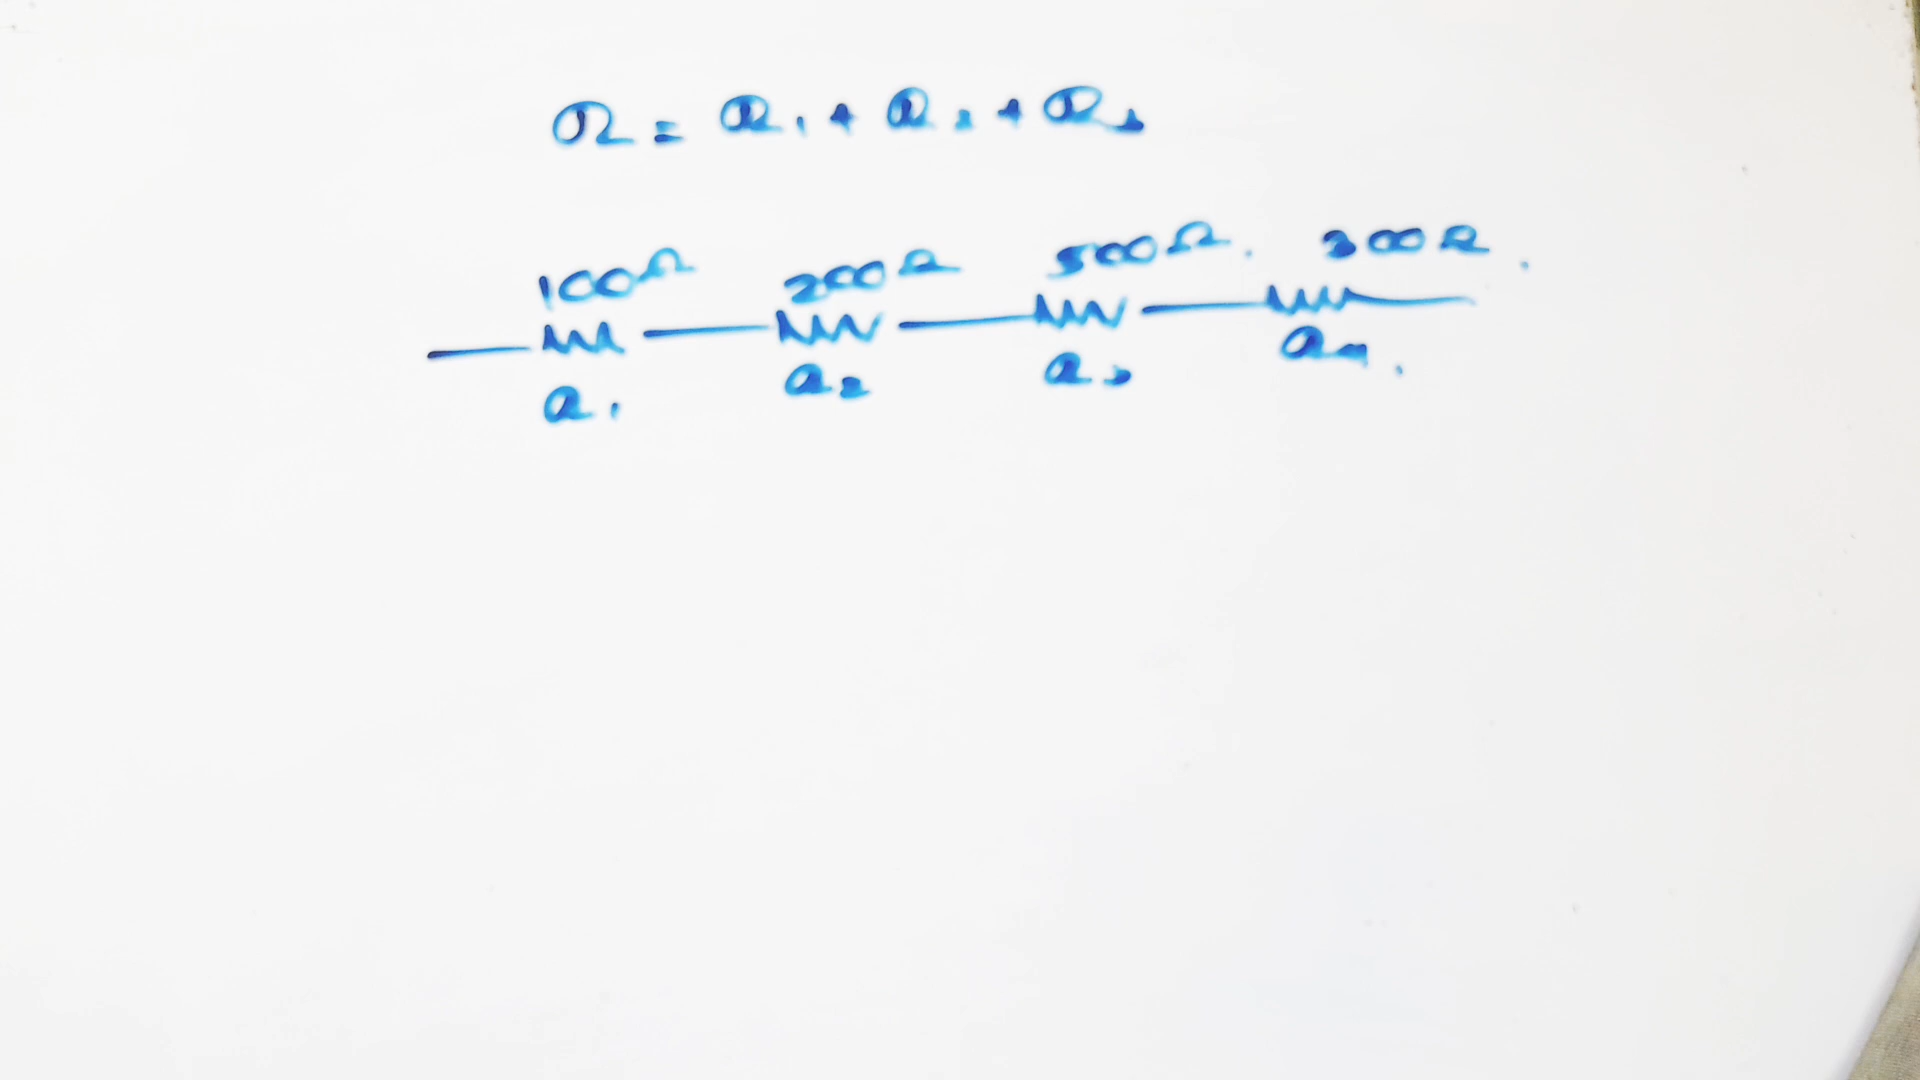 R = R₁ + R₂ + R₃
100Ω 200Ω 500Ω. 300Ω.
R₁ R₂ R₃ R₄.